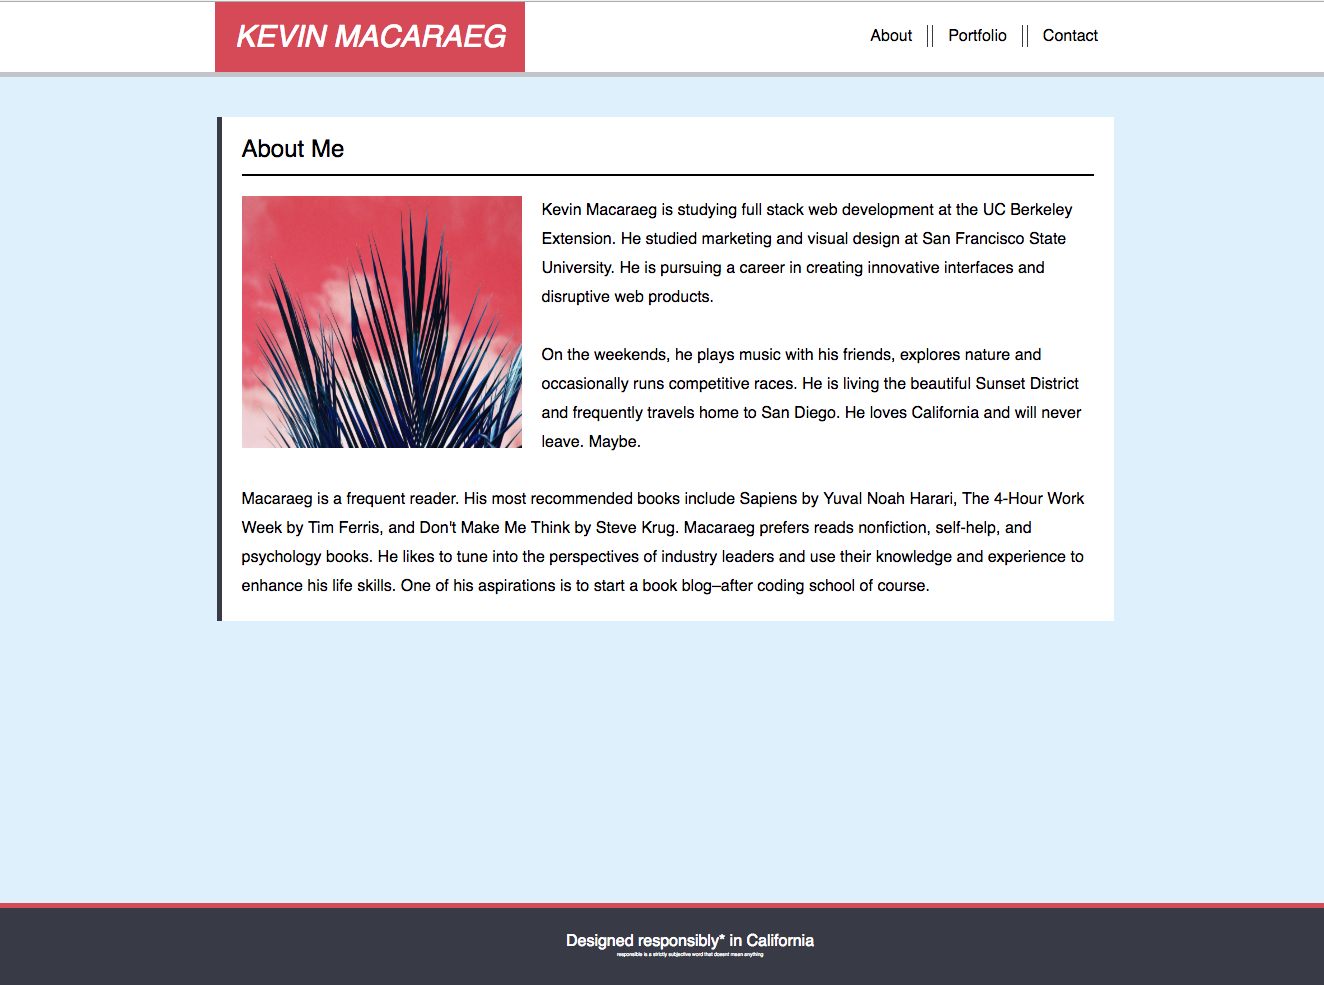 KEVIN MACARAEG
About
Portfolio
Contact
About Me
Kevin Macaraeg is studying full stack web development at the UC Berkeley
Extension. He studied marketing and visual design at San Francisco State
University. He is pursuing a career in creating innovative interfaces and
disruptive web products.
On the weekends, he plays music with his friends, explores nature and
occasionally runs competitive races. He is living the beautiful Sunset District
and frequently travels home to San Diego. He loves California and will never
leave. Maybe.
Macaraeg is a frequent reader. His most recommended books include Sapiens by Yuval Noah Harari, The 4-Hour Work
Week by Tim Ferris, and Don't Make Me Think by Steve Krug. Macaraeg prefers reads nonfiction, self-help, and
psychology books. He likes to tune into the perspectives of industry leaders and use their knowledge and experience to
enhance his life skills. One of his aspirations is to start a book blog–after coding school of course.
Designed responsibly* in California
responsible is a strictly subjective word that doesnt mean anything